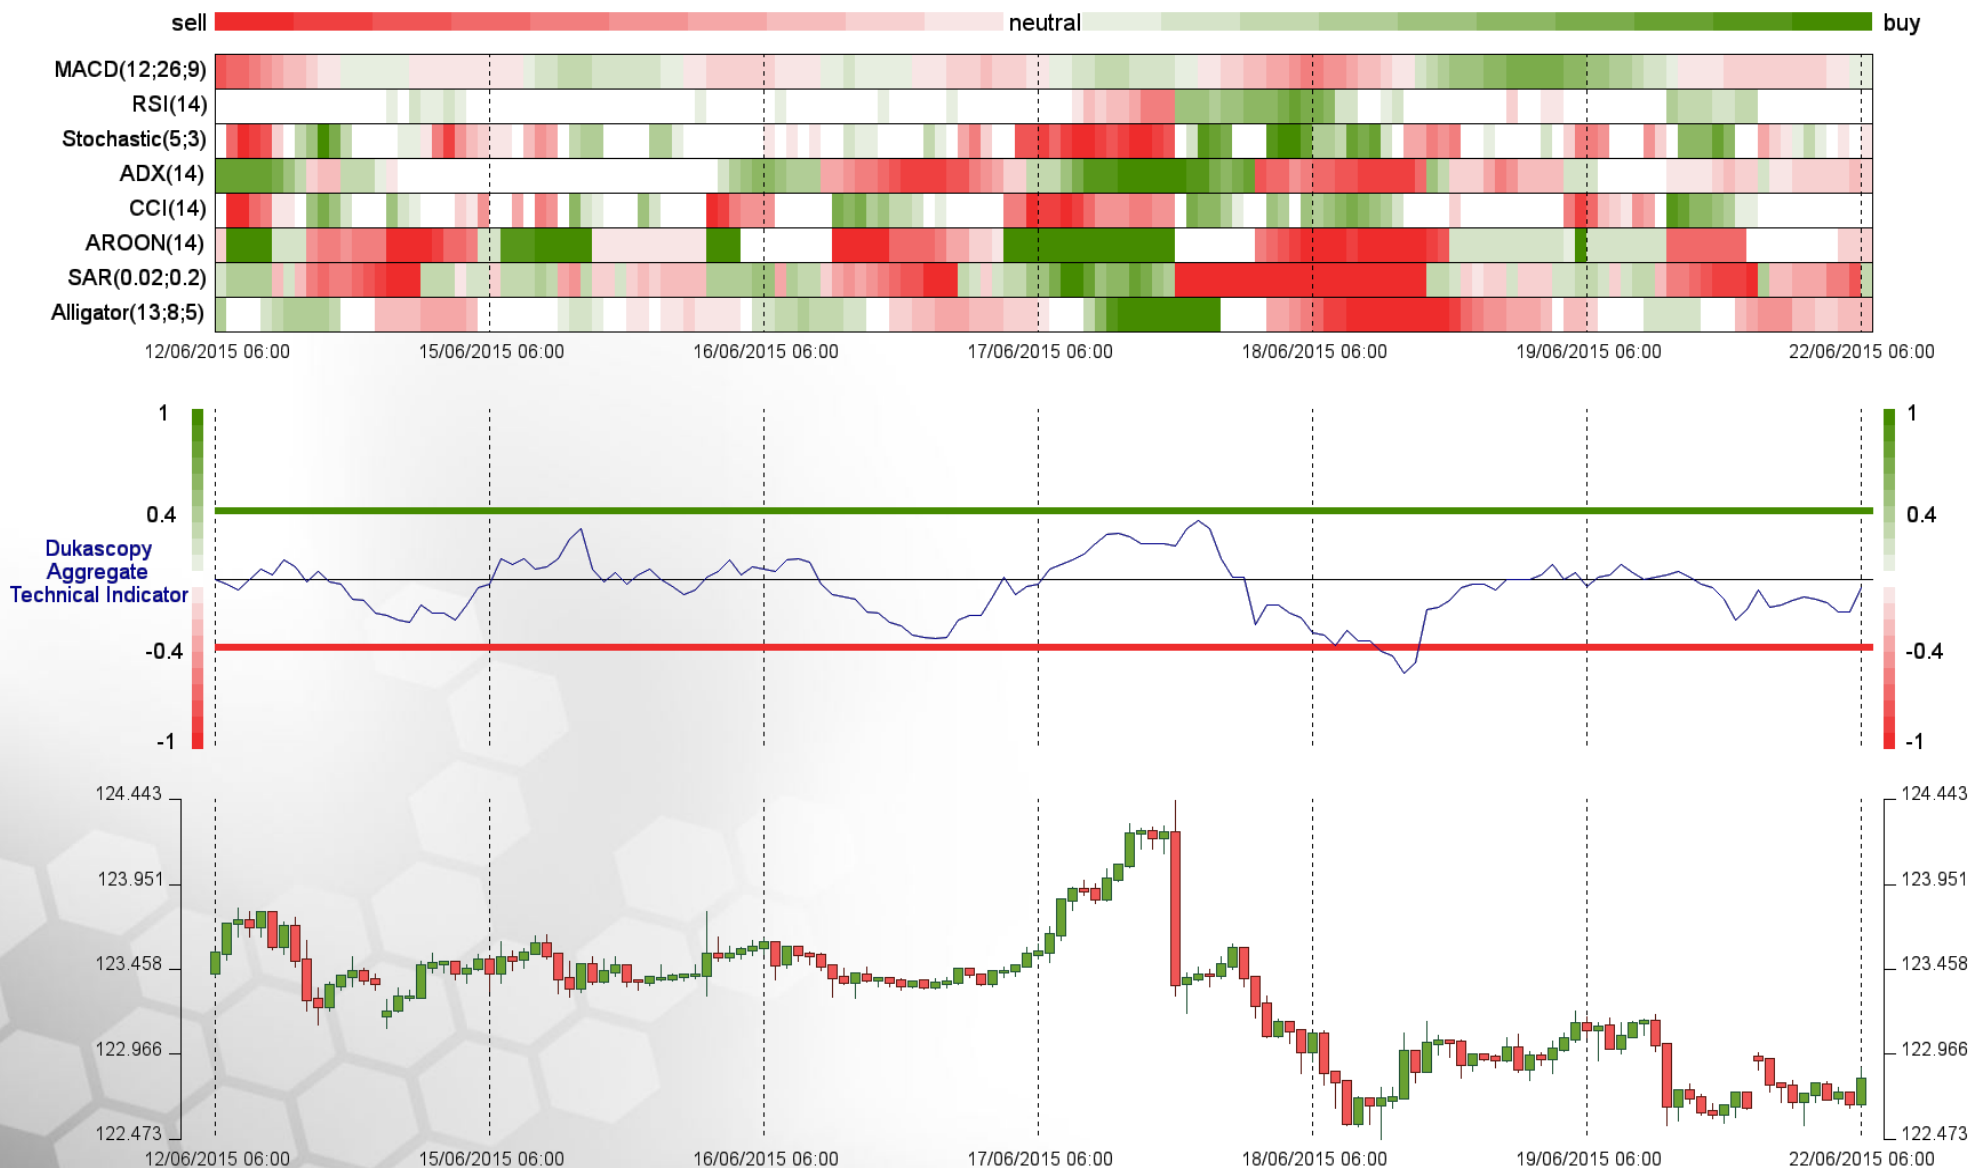 sell neutral buy
MACD(12;26;9)
RSI(14)
Stochastic(5;3)
ADX(14)
CCI(14)
AROON(14)
SAR(0.02;0.2)
Alligator(13;8;5)
12/06/2015 06:00 15/06/2015 06:00 16/06/2015 06:00 17/06/2015 06:00 18/06/2015 06:00 19/06/2015 06:00 22/06/2015 06:00
1 1
0.4 0.4
Dukascopy
Aggregate
Technical Indicator
-0.4 -0.4
-1 -1
124.443 124.443
123.951 123.951
123.458 123.458
122.966 122.966
122.473 122.473
12/06/2015 06:00 15/06/2015 06:00 16/06/2015 06:00 17/06/2015 06:00 18/06/2015 06:00 19/06/2015 06:00 22/06/2015 06:00